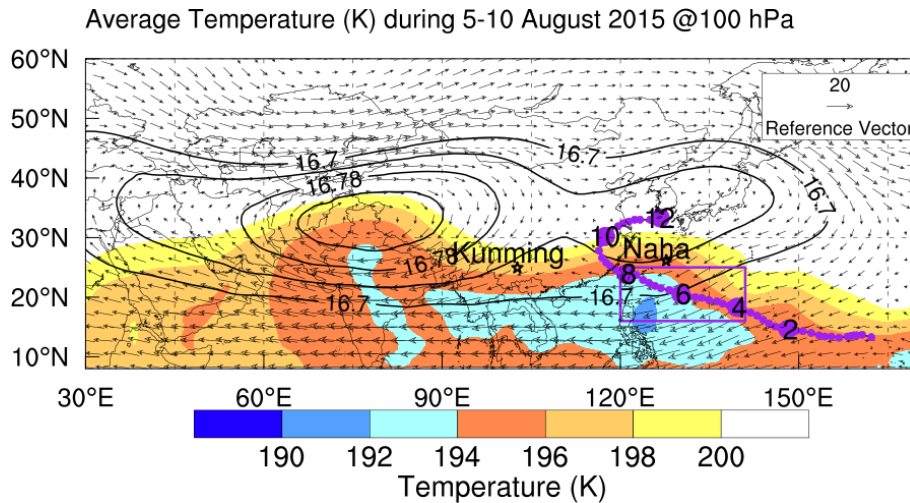 Average Temperature (K) during 5-10 August 2015 @100 hPa
60°N
50°N
40°N
30°N
20°N
10°N
20
Reference Vector
16.7
16.7
16.78
16.7
12
10
Kunming
Naha
16.78
8
6
16.7
16.7
4
2
30°E
60°E
90°E
120°E
150°E
190
192
194
196
198
200
Temperature (K)